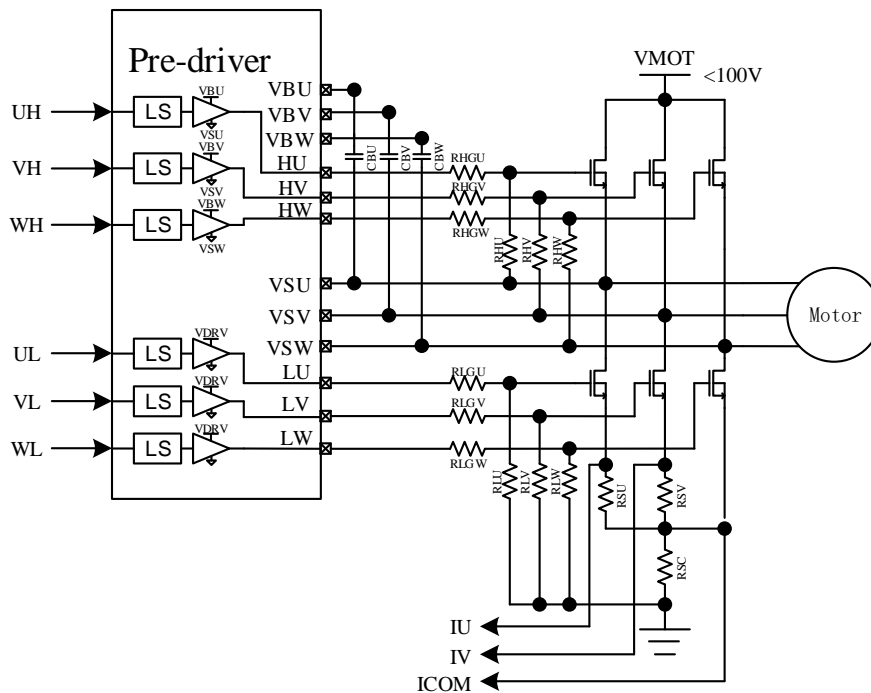 VMOT
<100V
Pre-driver
VBU
VBV
VBW
HU
HV
HW
VSU
VSV
VSW
LU
LV
LW
UH
LS
VBU
VSU
VH
LS
VBV
VSV
WH
LS
VBW
VSW
UL
LS
VDRV
VL
LS
VDRV
WL
LS
VDRV
CBU
CBV
CBW
RHGU
RHGV
RHGW
RHU
RHV
RHW
Motor
RLGU
RLGV
RLGW
RLU
RLV
RLW
RSU
RSV
RSC
IU
IV
ICOM